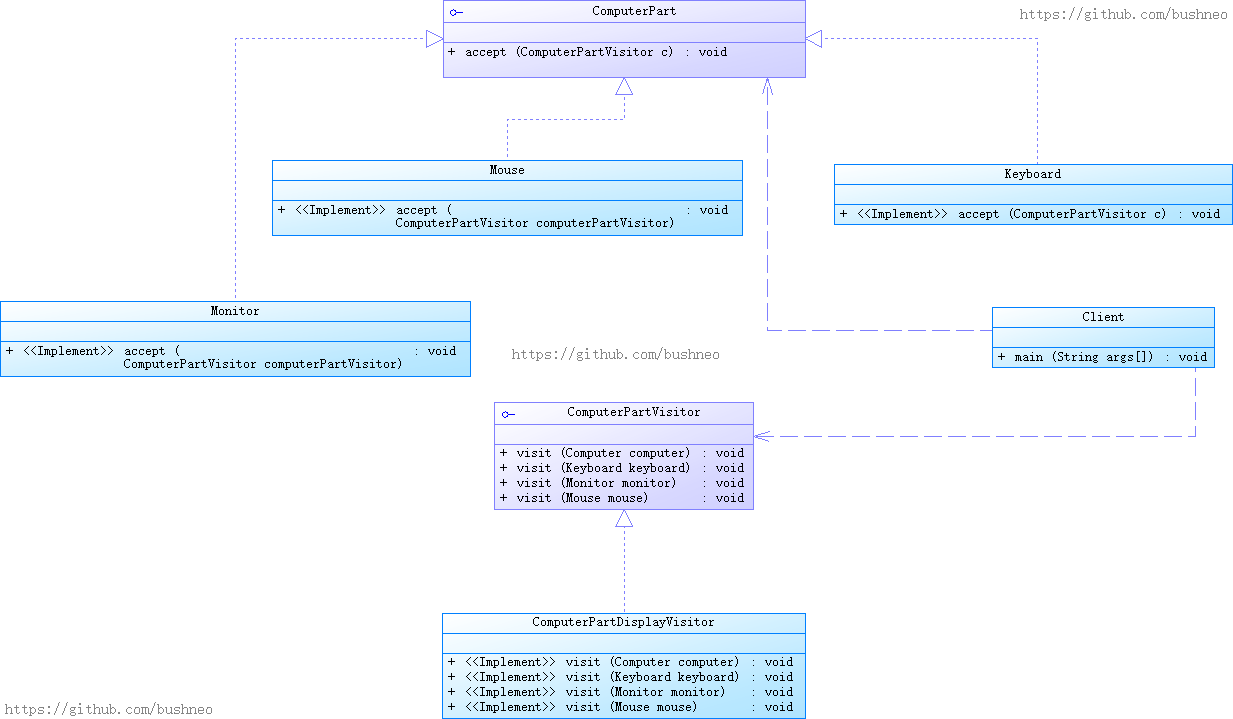 ComputerPart
https://github.com/bushneo
+ accept (ComputerPartVisitor c) : void
Mouse
+ <<Implement>> accept ( : void
ComputerPartVisitor computerPartVisitor)
Keyboard
+ <<Implement>> accept (ComputerPartVisitor c) : void
Monitor
+ <<Implement>> accept ( : void
ComputerPartVisitor computerPartVisitor)
Client
+ main (String args[]) : void
https://github.com/bushneo
ComputerPartVisitor
+ visit (Computer computer) : void
+ visit (Keyboard keyboard) : void
+ visit (Monitor monitor) : void
+ visit (Mouse mouse) : void
ComputerPartDisplayVisitor
+ <<Implement>> visit (Computer computer) : void
+ <<Implement>> visit (Keyboard keyboard) : void
+ <<Implement>> visit (Monitor monitor) : void
+ <<Implement>> visit (Mouse mouse) : void
https://github.com/bushneo